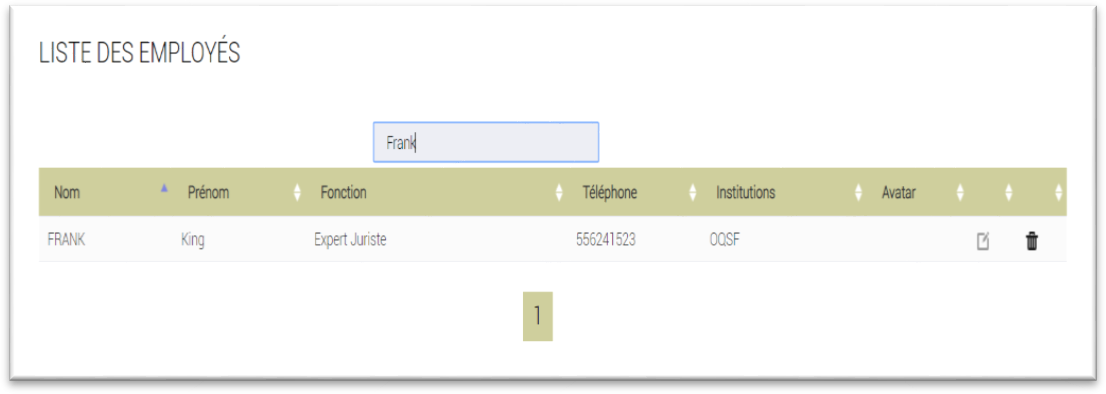 LISTE DES EMPLOYÉS
Frank
Nom Prénom Fonction Téléphone Institutions Avatar
FRANK King Expert Juriste 556241523 OQSF
1